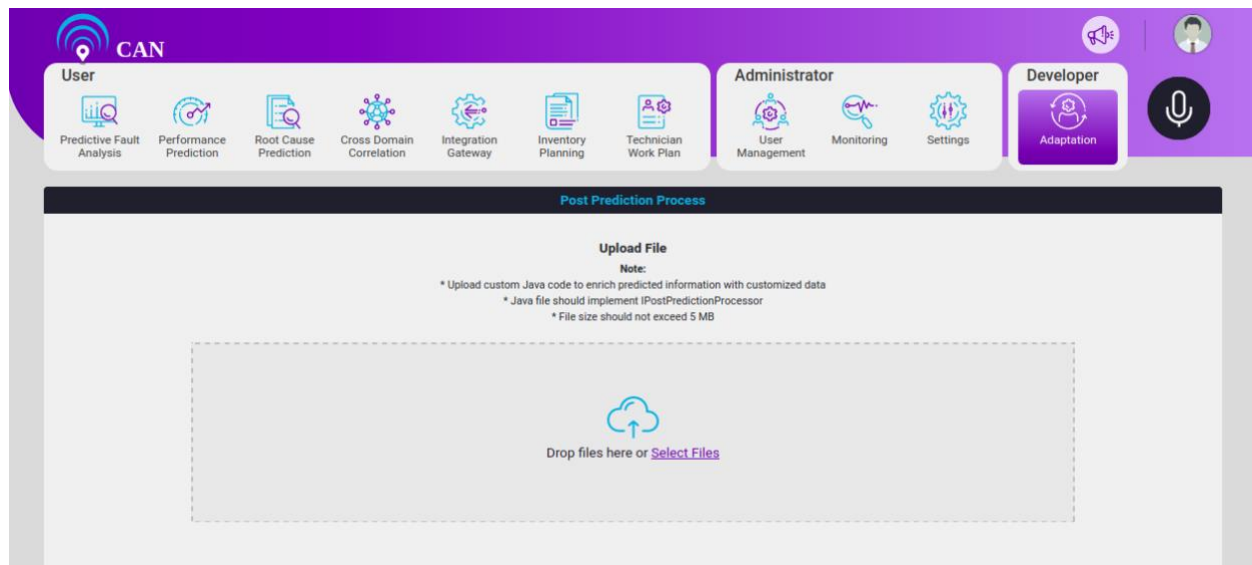 CAN
User
Predictive Fault
Analysis
Performance
Prediction
Root Cause
Prediction
Cross Domain
Correlation
Integration
Gateway
Inventory
Planning
Technician
Work Plan
Administrator
User
Management
Monitoring
Settings
Developer
Adaptation
Post Prediction Process
Upload File
Note:
* Upload custom Java code to enrich predicted information with customized data
* Java file should implement IPostPredictionProcessor
* File size should not exceed 5 MB
Drop files here or Select Files